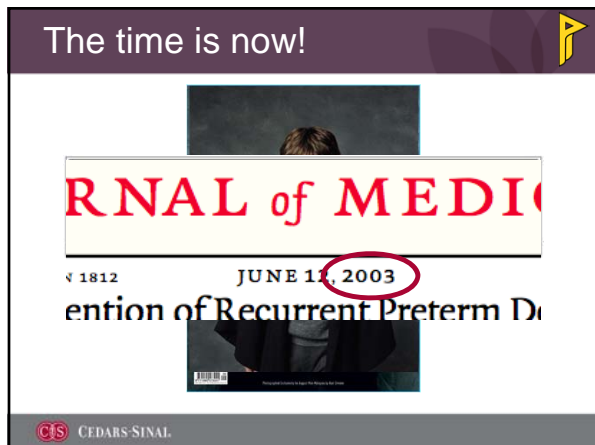 The time is now!
RNAL of MEDI
N 1812
JUNE 12, 2003
ention of Recurrent Preterm D
CEDARS-SINAI.